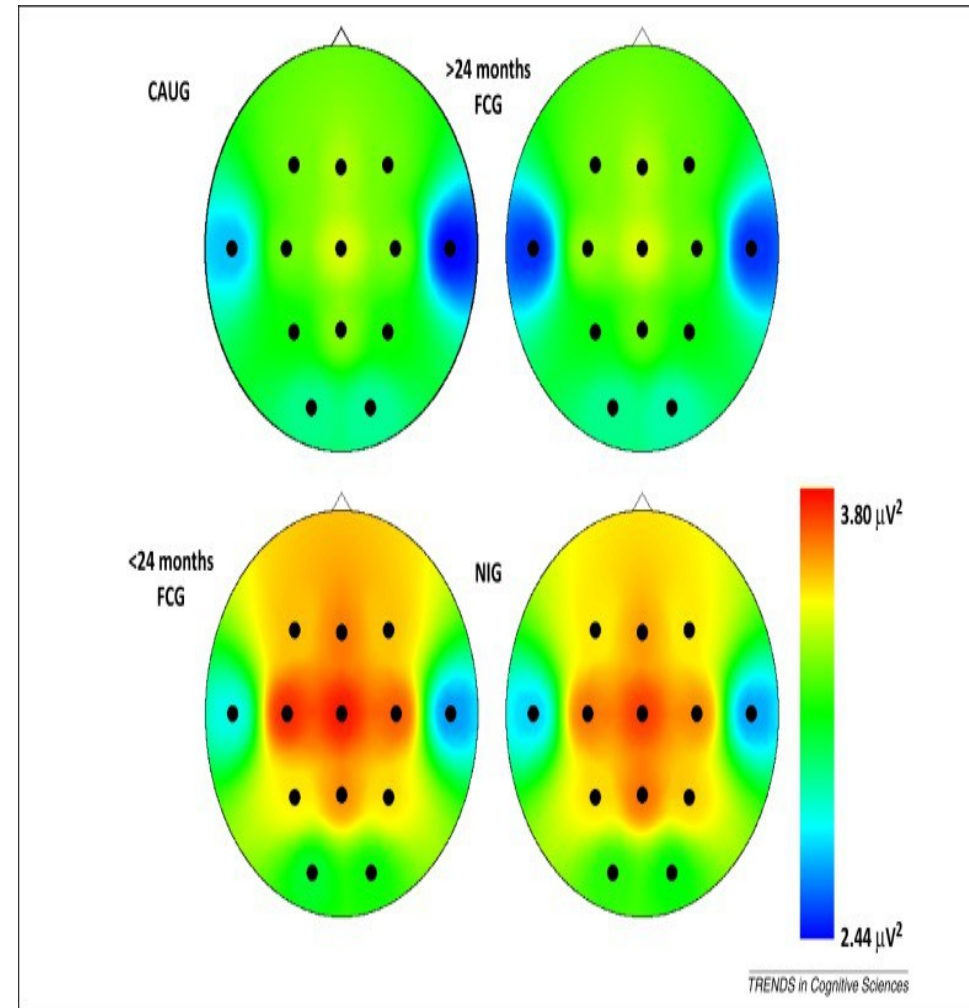 CAUG
>24 months
FCG
<24 months
FCG
NIG
3.80 μV²
2.44 μV²
TRENDS in Cognitive Sciences